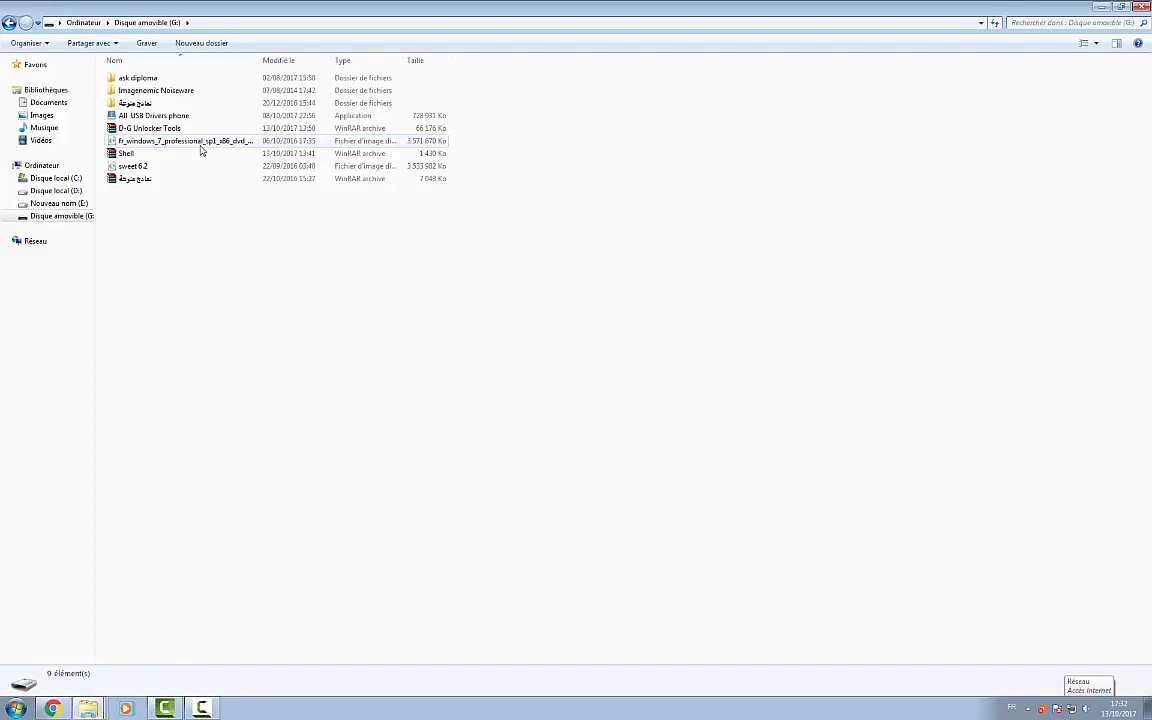 Ordinateur Disque amovible (G:)
Rechercher dans : Disque amovible (G:)
Organiser Partager avec Graver Nouveau dossier
Nom Modifié le Type Taille
Favoris
Bibliothèques
Documents
Images
Musique
Vidéos
Ordinateur
Disque local (C:)
Disque local (D:)
Nouveau nom (E:)
Disque amovible (G:
Réseau
ask diploma 02/08/2017 15:50 Dossier de fichiers
Imagenomic Noiseware 07/08/2014 17:42 Dossier de fichiers
نماذج منوعة 20/12/2016 15:44 Dossier de fichiers
All USB Drivers phone 08/10/2017 22:56 Application 728 931 Ko
D-G Unlocker Tools 13/10/2017 13:50 WinRAR archive 66 176 Ko
fr_windows_7_professional_sp1_x86_dvd_... 06/10/2016 17:35 Fichier d'image di... 3 571 670 Ko
Shell 13/10/2017 13:41 WinRAR archive 1 430 Ko
sweet 6.2 22/09/2016 03:40 Fichier d'image di... 3 533 982 Ko
نماذج منوعة 22/10/2016 15:27 WinRAR archive 7 043 Ko
9 élément(s)
Réseau
Accès Internet
FR
17:32
13/10/2017